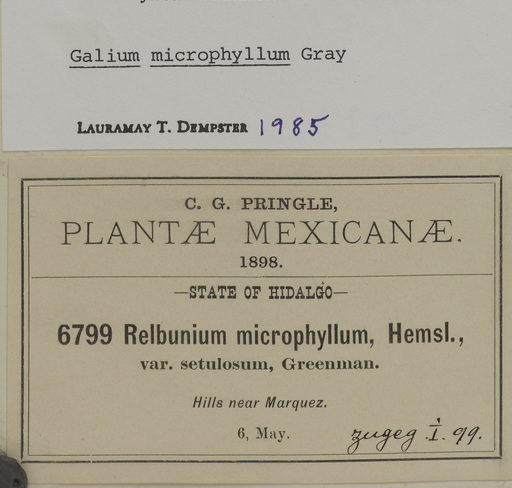 Galium microphyllum Gray
LAURAMAY T. DEMPSTER 1985
C. G. PRINGLE,
PLANTÆ MEXICANÆ.
1898.
—STATE OF HIDALGO—
6799 Relbunium microphyllum, Hemsl.,
var. setulosum, Greenman.
Hills near Marquez.
6, May. zugeg. I. 99.